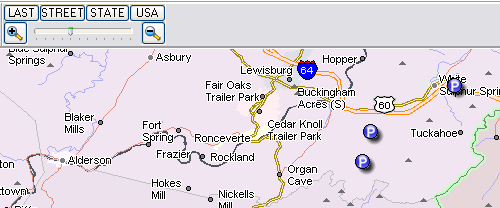 LAST STREET STATE USA
Blue Sulphur
Springs
Asbury
Hopper
Lewisburg
64
White
Sulphur Springs
Fair Oaks
Trailer Park
Buckingham
Acres (S)
60
P
Blaker
Mills
Fort
Spring
Cedar Knoll
Trailer Park
Tuckahoe
P
Ronceverte
Alderson
Frazier
Rockland
P
Organ
Cave
Hokes
Mill
Nickells
Mill